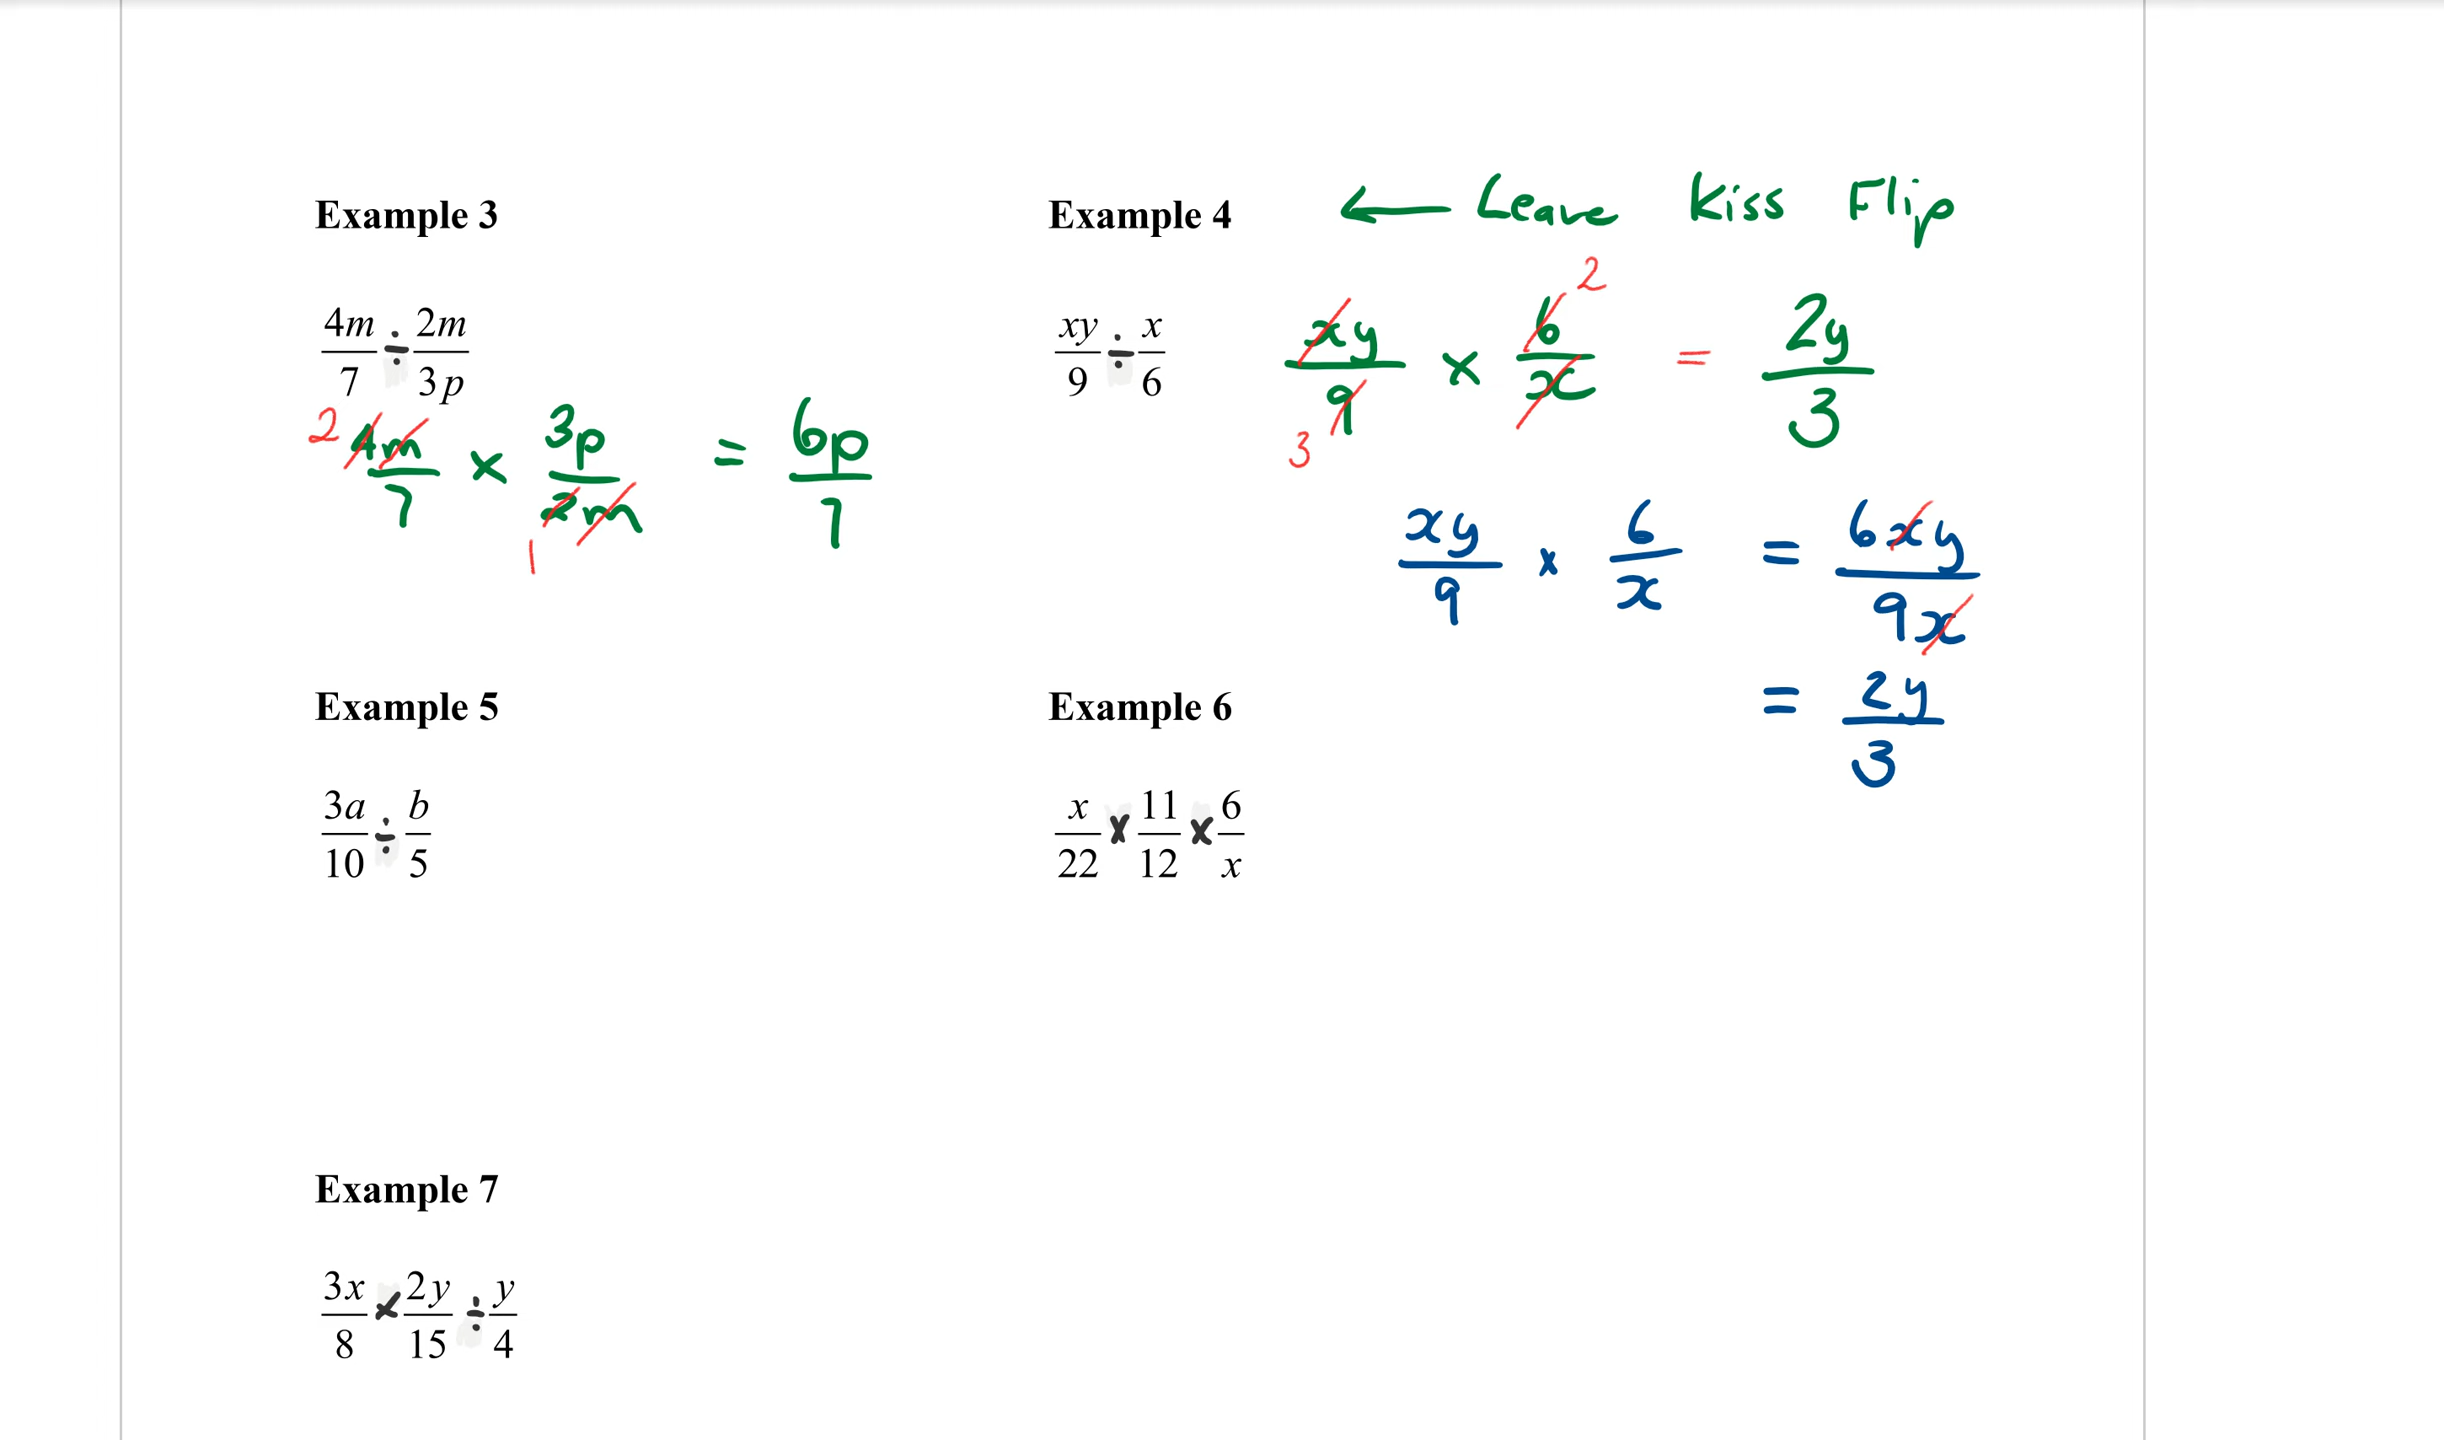 Example 3
4m/7 ÷ 2m/3p
2 4m/7 × 3p/2m = 6p/7
1
Example 4 ← Leave Kiss Flip
xy/9 ÷ x/6
xy/9 × 6/x = 2y/3
2
3
xy/9 × 6/x = 6xy/9x
= 2y/3
Example 5
3a/10 ÷ b/5
Example 6
x/22 × 11/12 × 6/x
Example 7
3x/8 × 2y/15 ÷ y/4